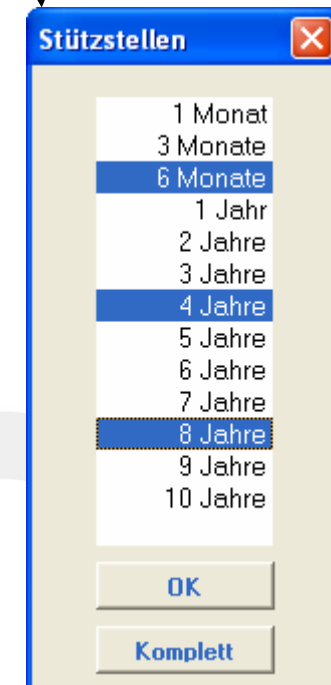 Stützstellen
1 Monat
3 Monate
6 Monate
1 Jahr
2 Jahre
3 Jahre
4 Jahre
5 Jahre
6 Jahre
7 Jahre
8 Jahre
9 Jahre
10 Jahre
OK
Komplett